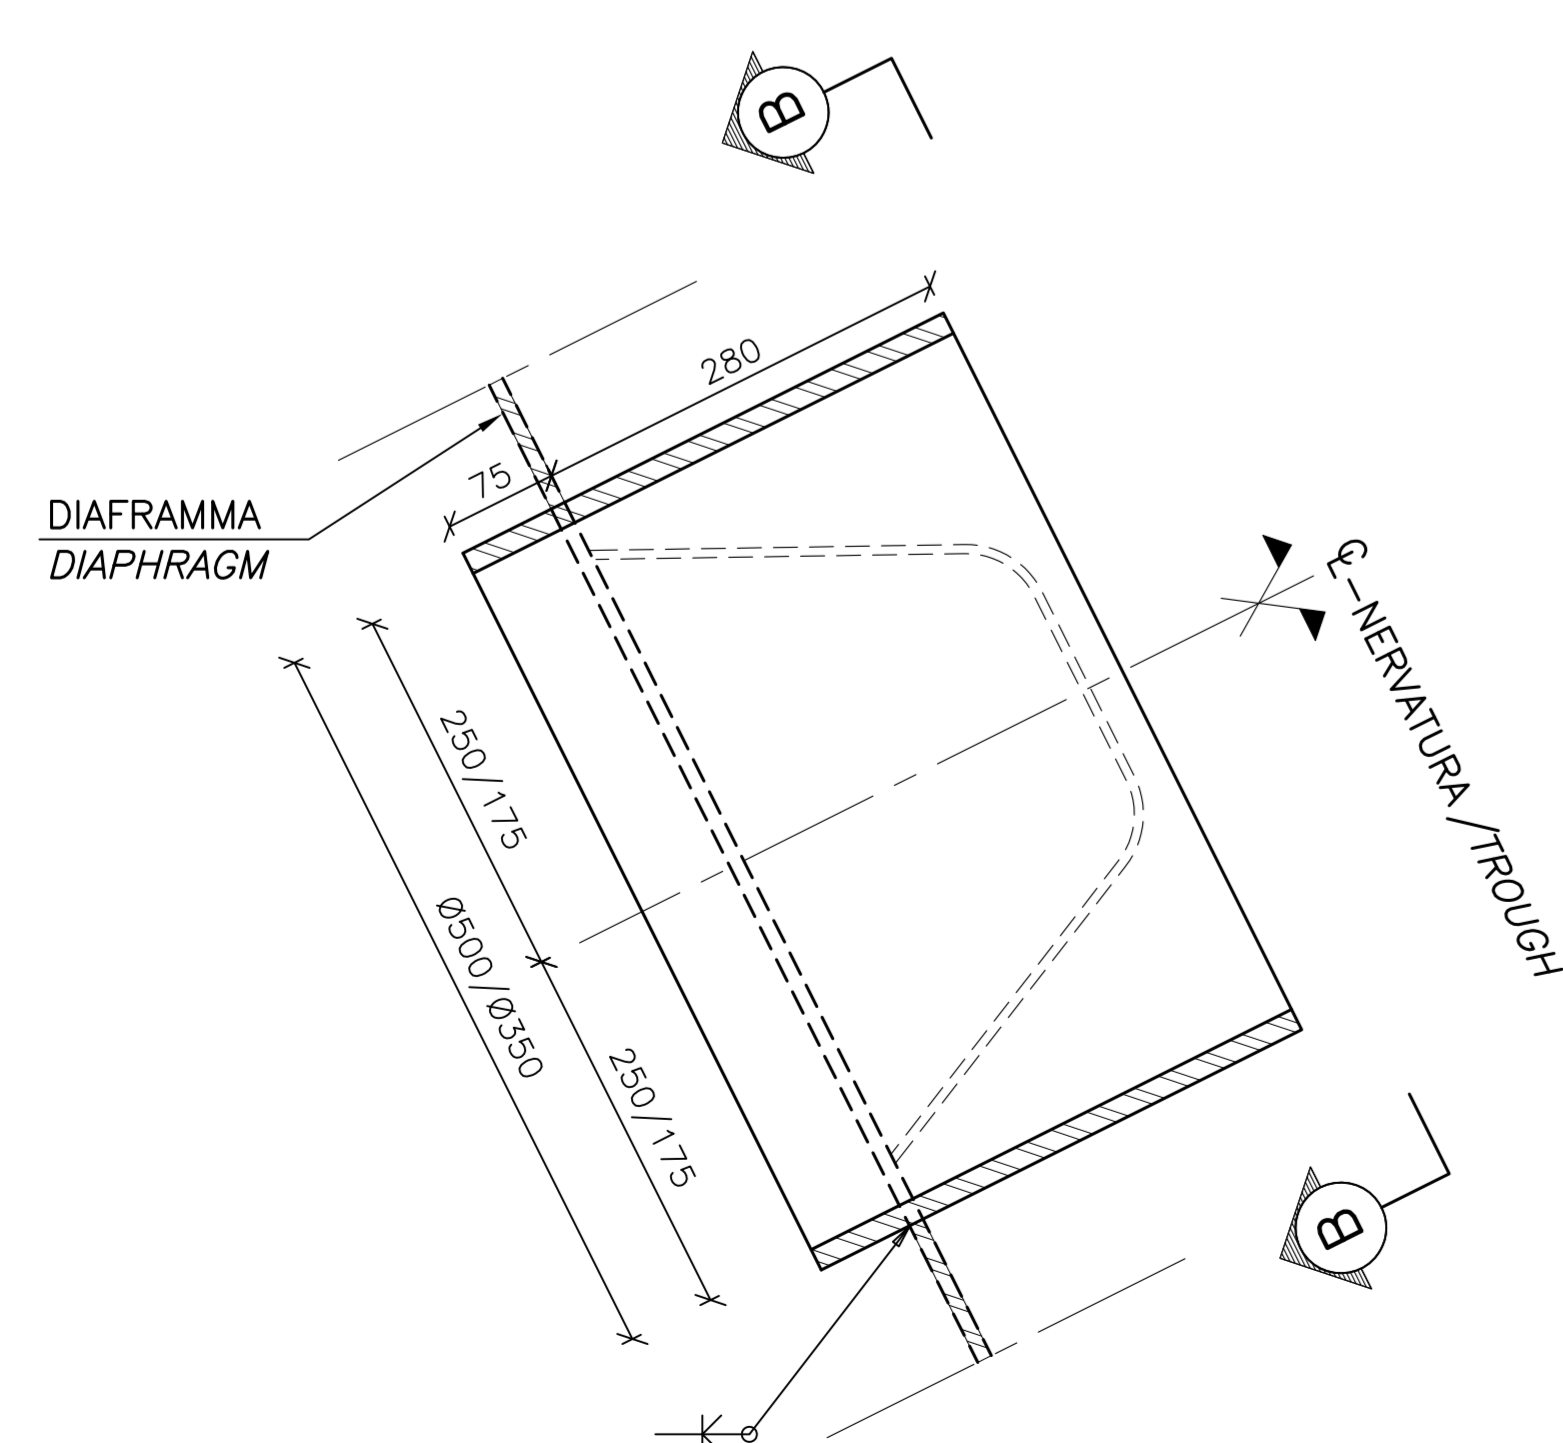 B
280
75
DIAFRAMMA
DIAPHRAGM
℄-NERVATURA /TROUGH
250/175
Ø500/Ø350
250/175
B